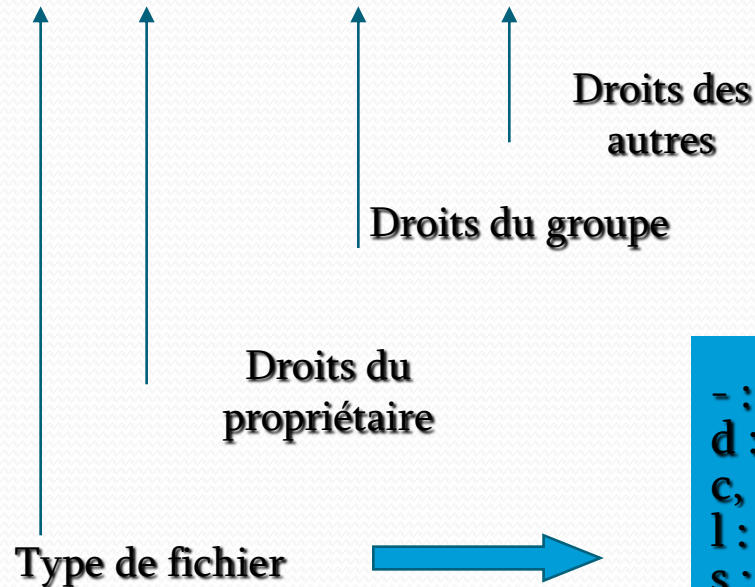 Droits des
autres
Droits du groupe
Droits du
propriétaire
- :
d :
c,
l :
s :
Type de fichier